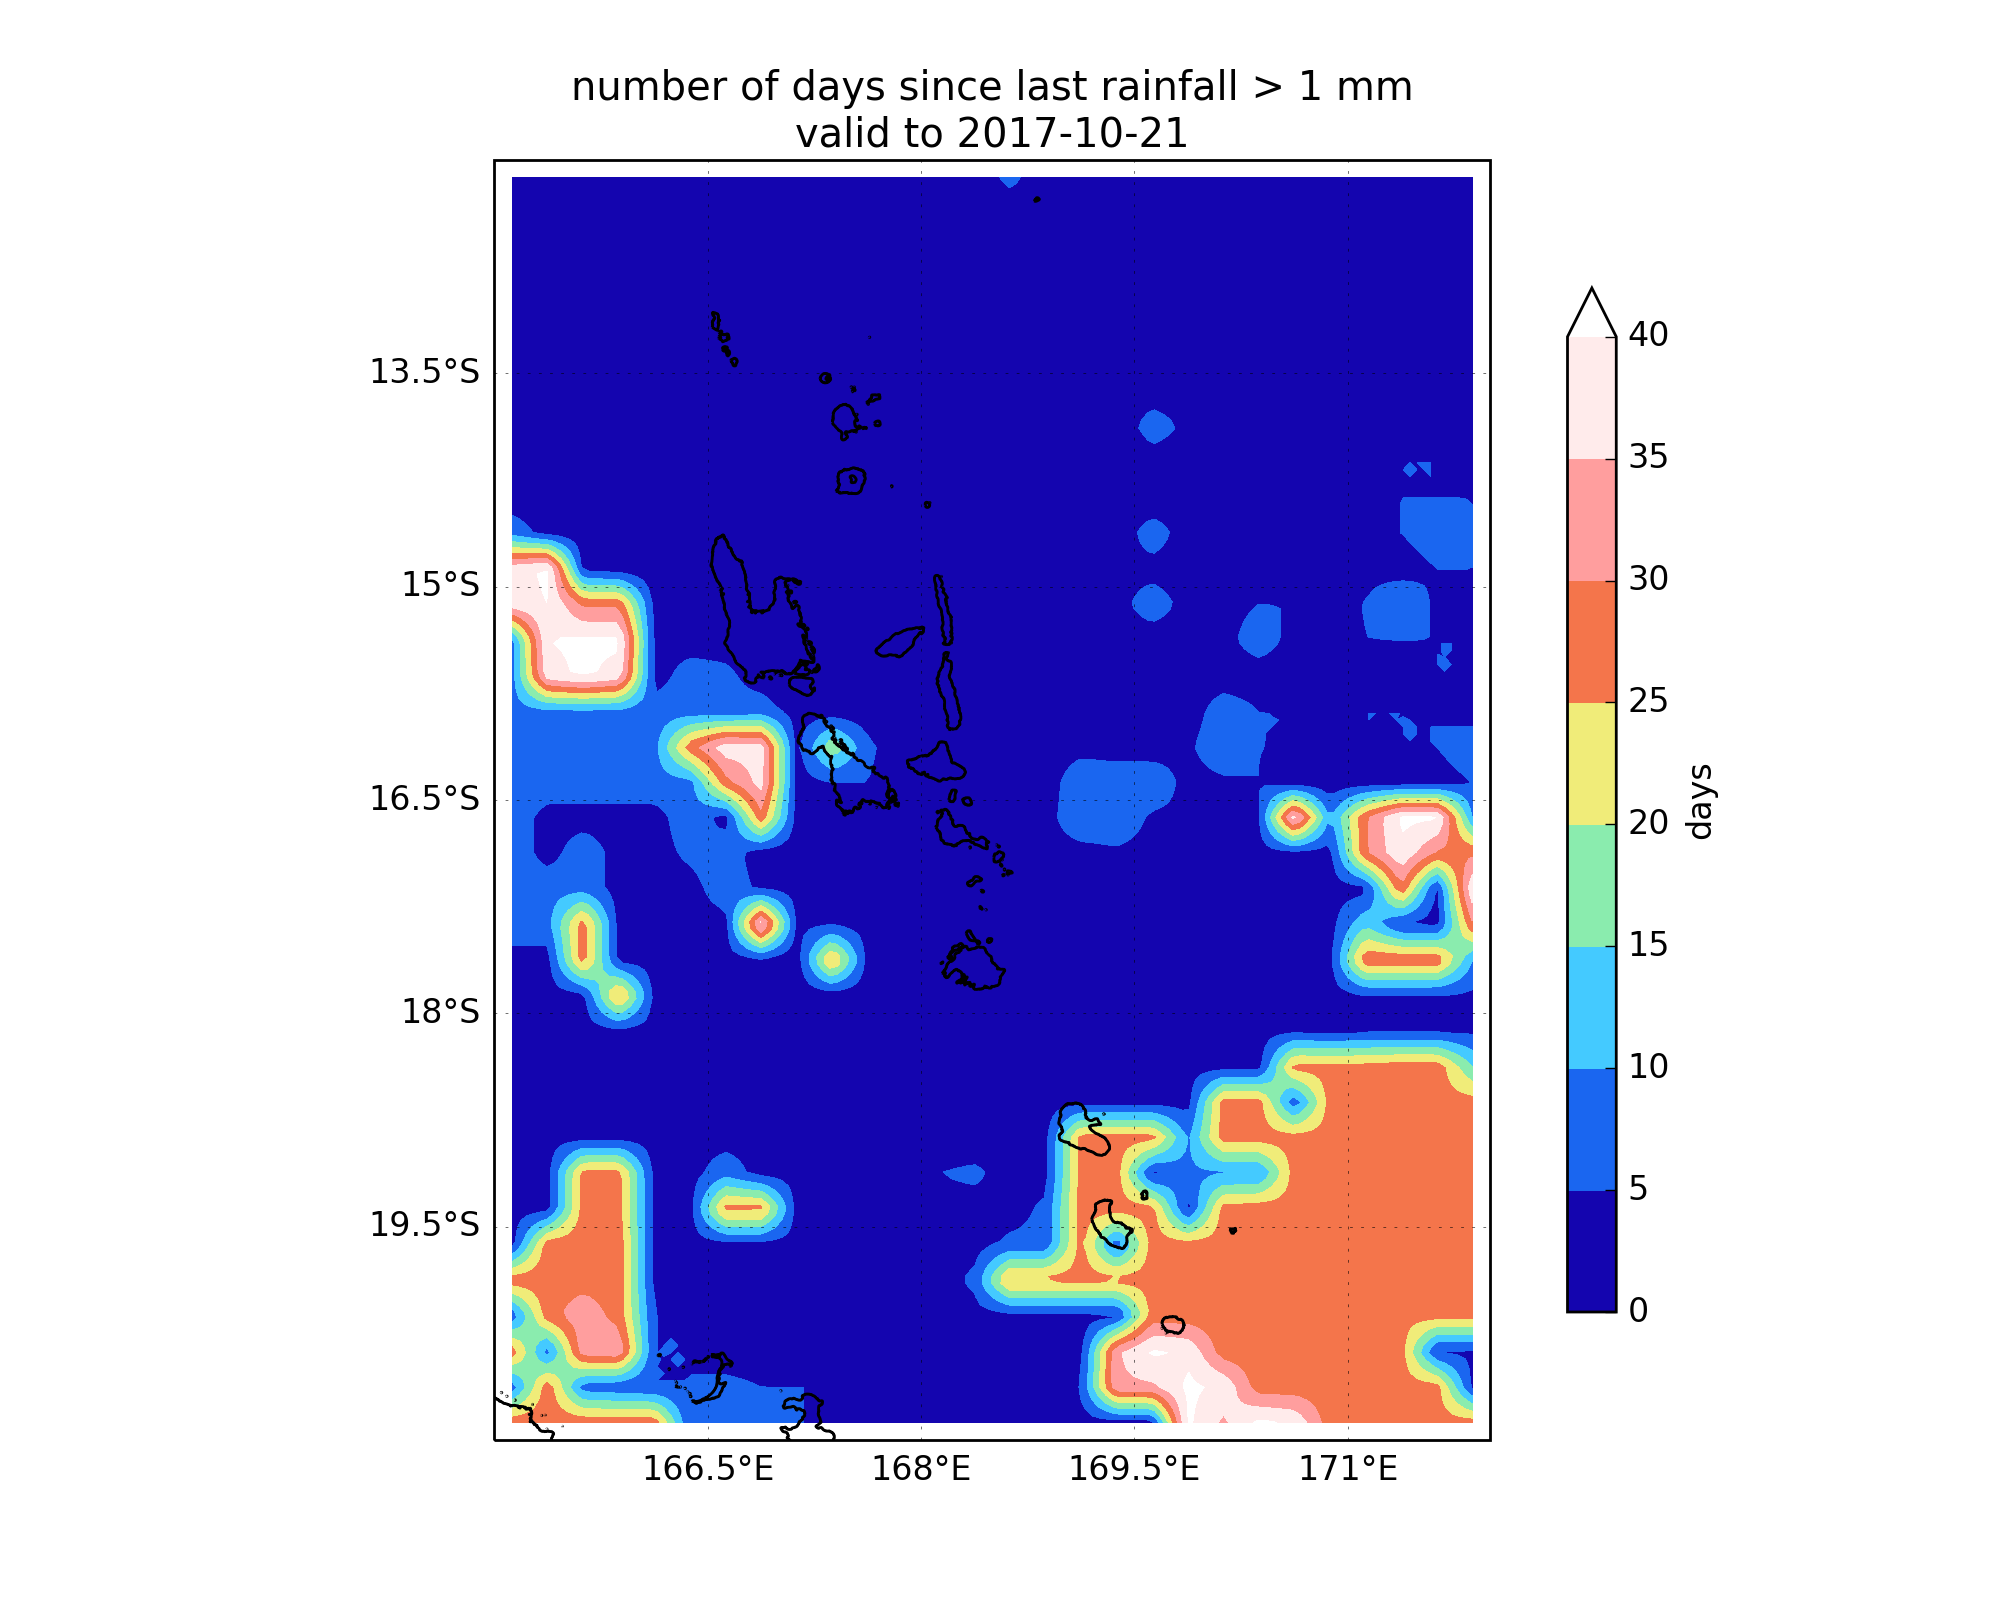 number of days since last rainfall > 1 mm
valid to 2017-10-21
13.5°S
15°S
16.5°S
18°S
19.5°S
166.5°E
168°E
169.5°E
171°E
40
35
30
25
20
15
10
5
0
days